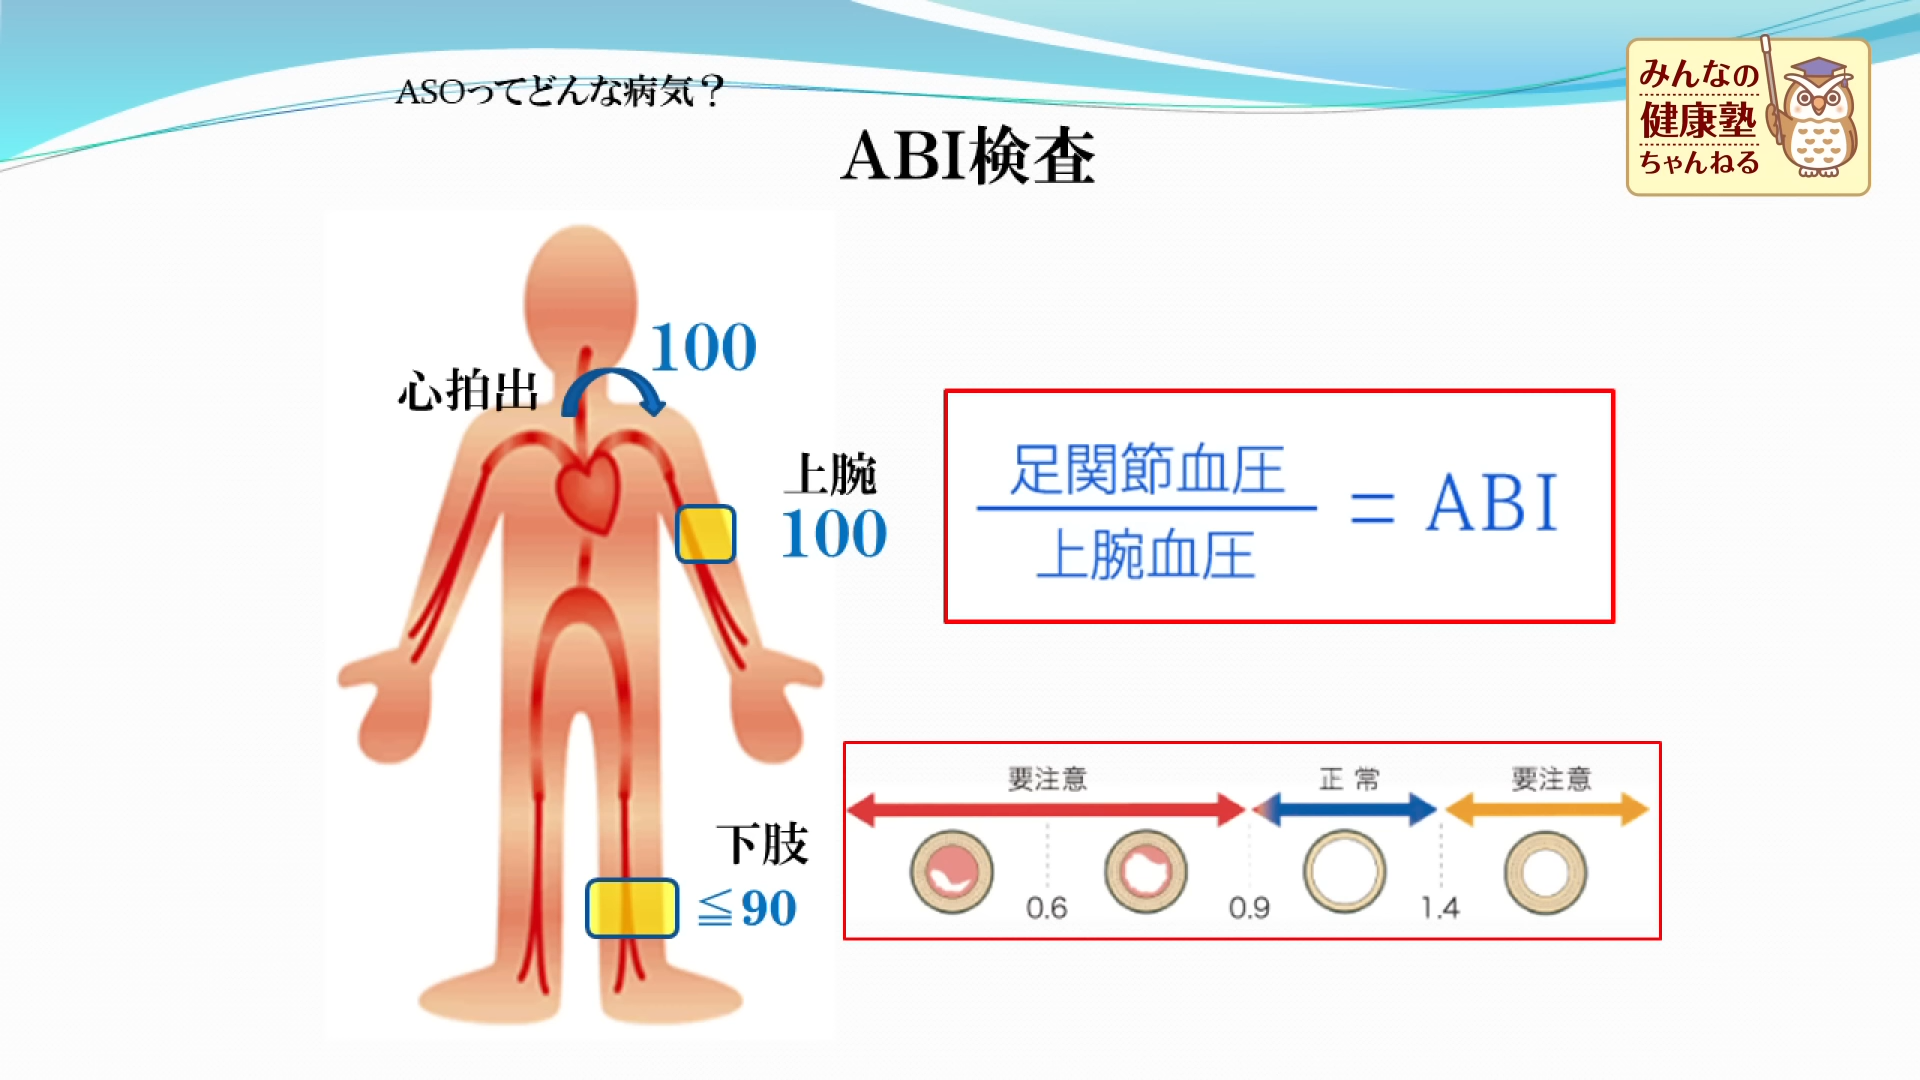 ASOってどんな病気？
みんなの
健康塾
ちゃんねる
ABI検査
100
心拍出
上腕
100
足関節血圧
上腕血圧
= ABI
下肢
≦90
要注意 正常 要注意
0.6 0.9 1.4